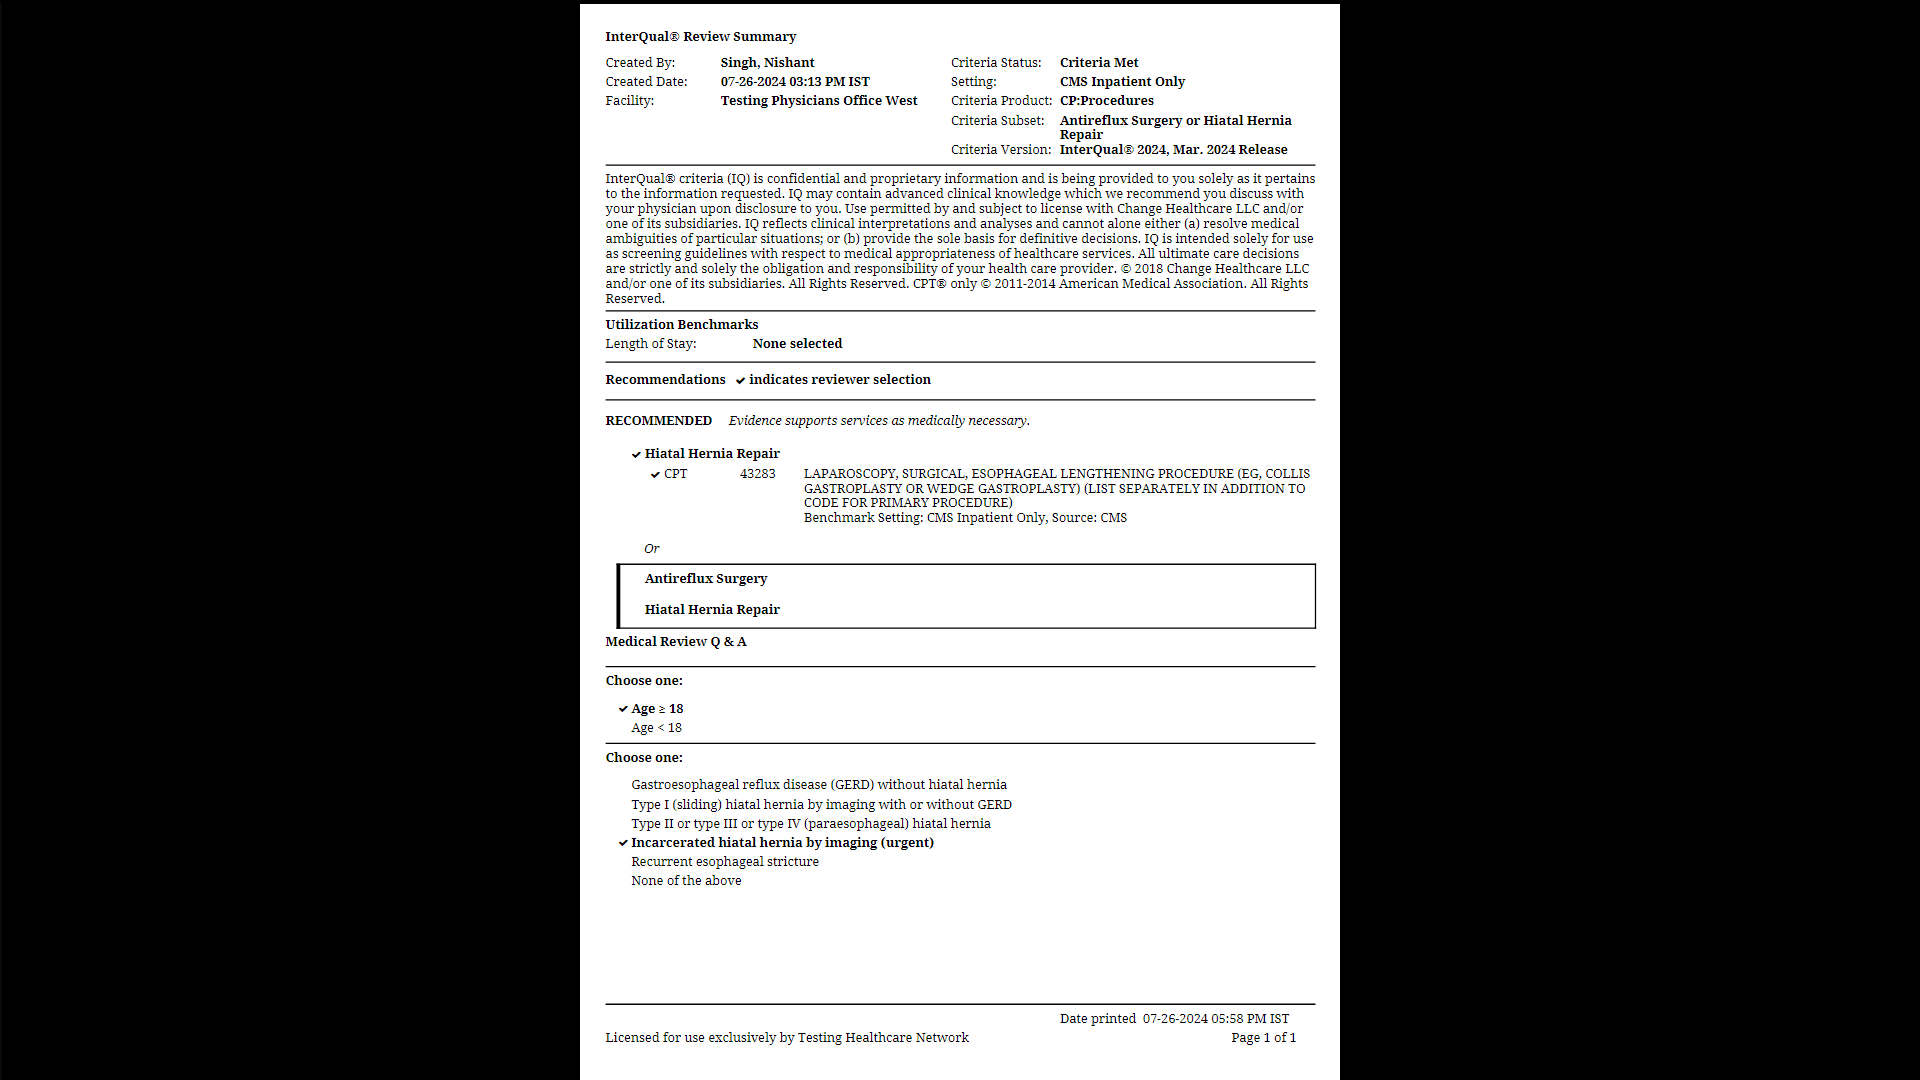 InterQual® Review Summary
Created By: Singh, Nishant
Created Date: 07-26-2024 03:13 PM IST
Facility: Testing Physicians Office West
Criteria Status: Criteria Met
Setting: CMS Inpatient Only
Criteria Product: CP:Procedures
Criteria Subset: Antireflux Surgery or Hiatal Hernia
Repair
Criteria Version: InterQual® 2024, Mar. 2024 Release
InterQual® criteria (IQ) is confidential and proprietary information and is being provided to you solely as it pertains
to the information requested. IQ may contain advanced clinical knowledge which we recommend you discuss with
your physician upon disclosure to you. Use permitted by and subject to license with Change Healthcare LLC and/or
one of its subsidiaries. IQ reflects clinical interpretations and analyses and cannot alone either (a) resolve medical
ambiguities of particular situations; or (b) provide the sole basis for definitive decisions. IQ is intended solely for use
as screening guidelines with respect to medical appropriateness of healthcare services. All ultimate care decisions
are strictly and solely the obligation and responsibility of your health care provider. © 2018 Change Healthcare LLC
and/or one of its subsidiaries. All Rights Reserved. CPT® only © 2011-2014 American Medical Association. All Rights
Reserved.
Utilization Benchmarks
Length of Stay: None selected
Recommendations ✓ indicates reviewer selection
RECOMMENDED Evidence supports services as medically necessary.
✓ Hiatal Hernia Repair
✓ CPT 43283 LAPAROSCOPY, SURGICAL, ESOPHAGEAL LENGTHENING PROCEDURE (EG, COLLIS
GASTROPLASTY OR WEDGE GASTROPLASTY) (LIST SEPARATELY IN ADDITION TO
CODE FOR PRIMARY PROCEDURE)
Benchmark Setting: CMS Inpatient Only, Source: CMS
Or
Antireflux Surgery
Hiatal Hernia Repair
Medical Review Q & A
Choose one:
✓ Age ≥ 18
Age < 18
Choose one:
Gastroesophageal reflux disease (GERD) without hiatal hernia
Type I (sliding) hiatal hernia by imaging with or without GERD
Type II or type III or type IV (paraesophageal) hiatal hernia
✓ Incarcerated hiatal hernia by imaging (urgent)
Recurrent esophageal stricture
None of the above
Date printed 07-26-2024 05:58 PM IST
Licensed for use exclusively by Testing Healthcare Network
Page 1 of 1